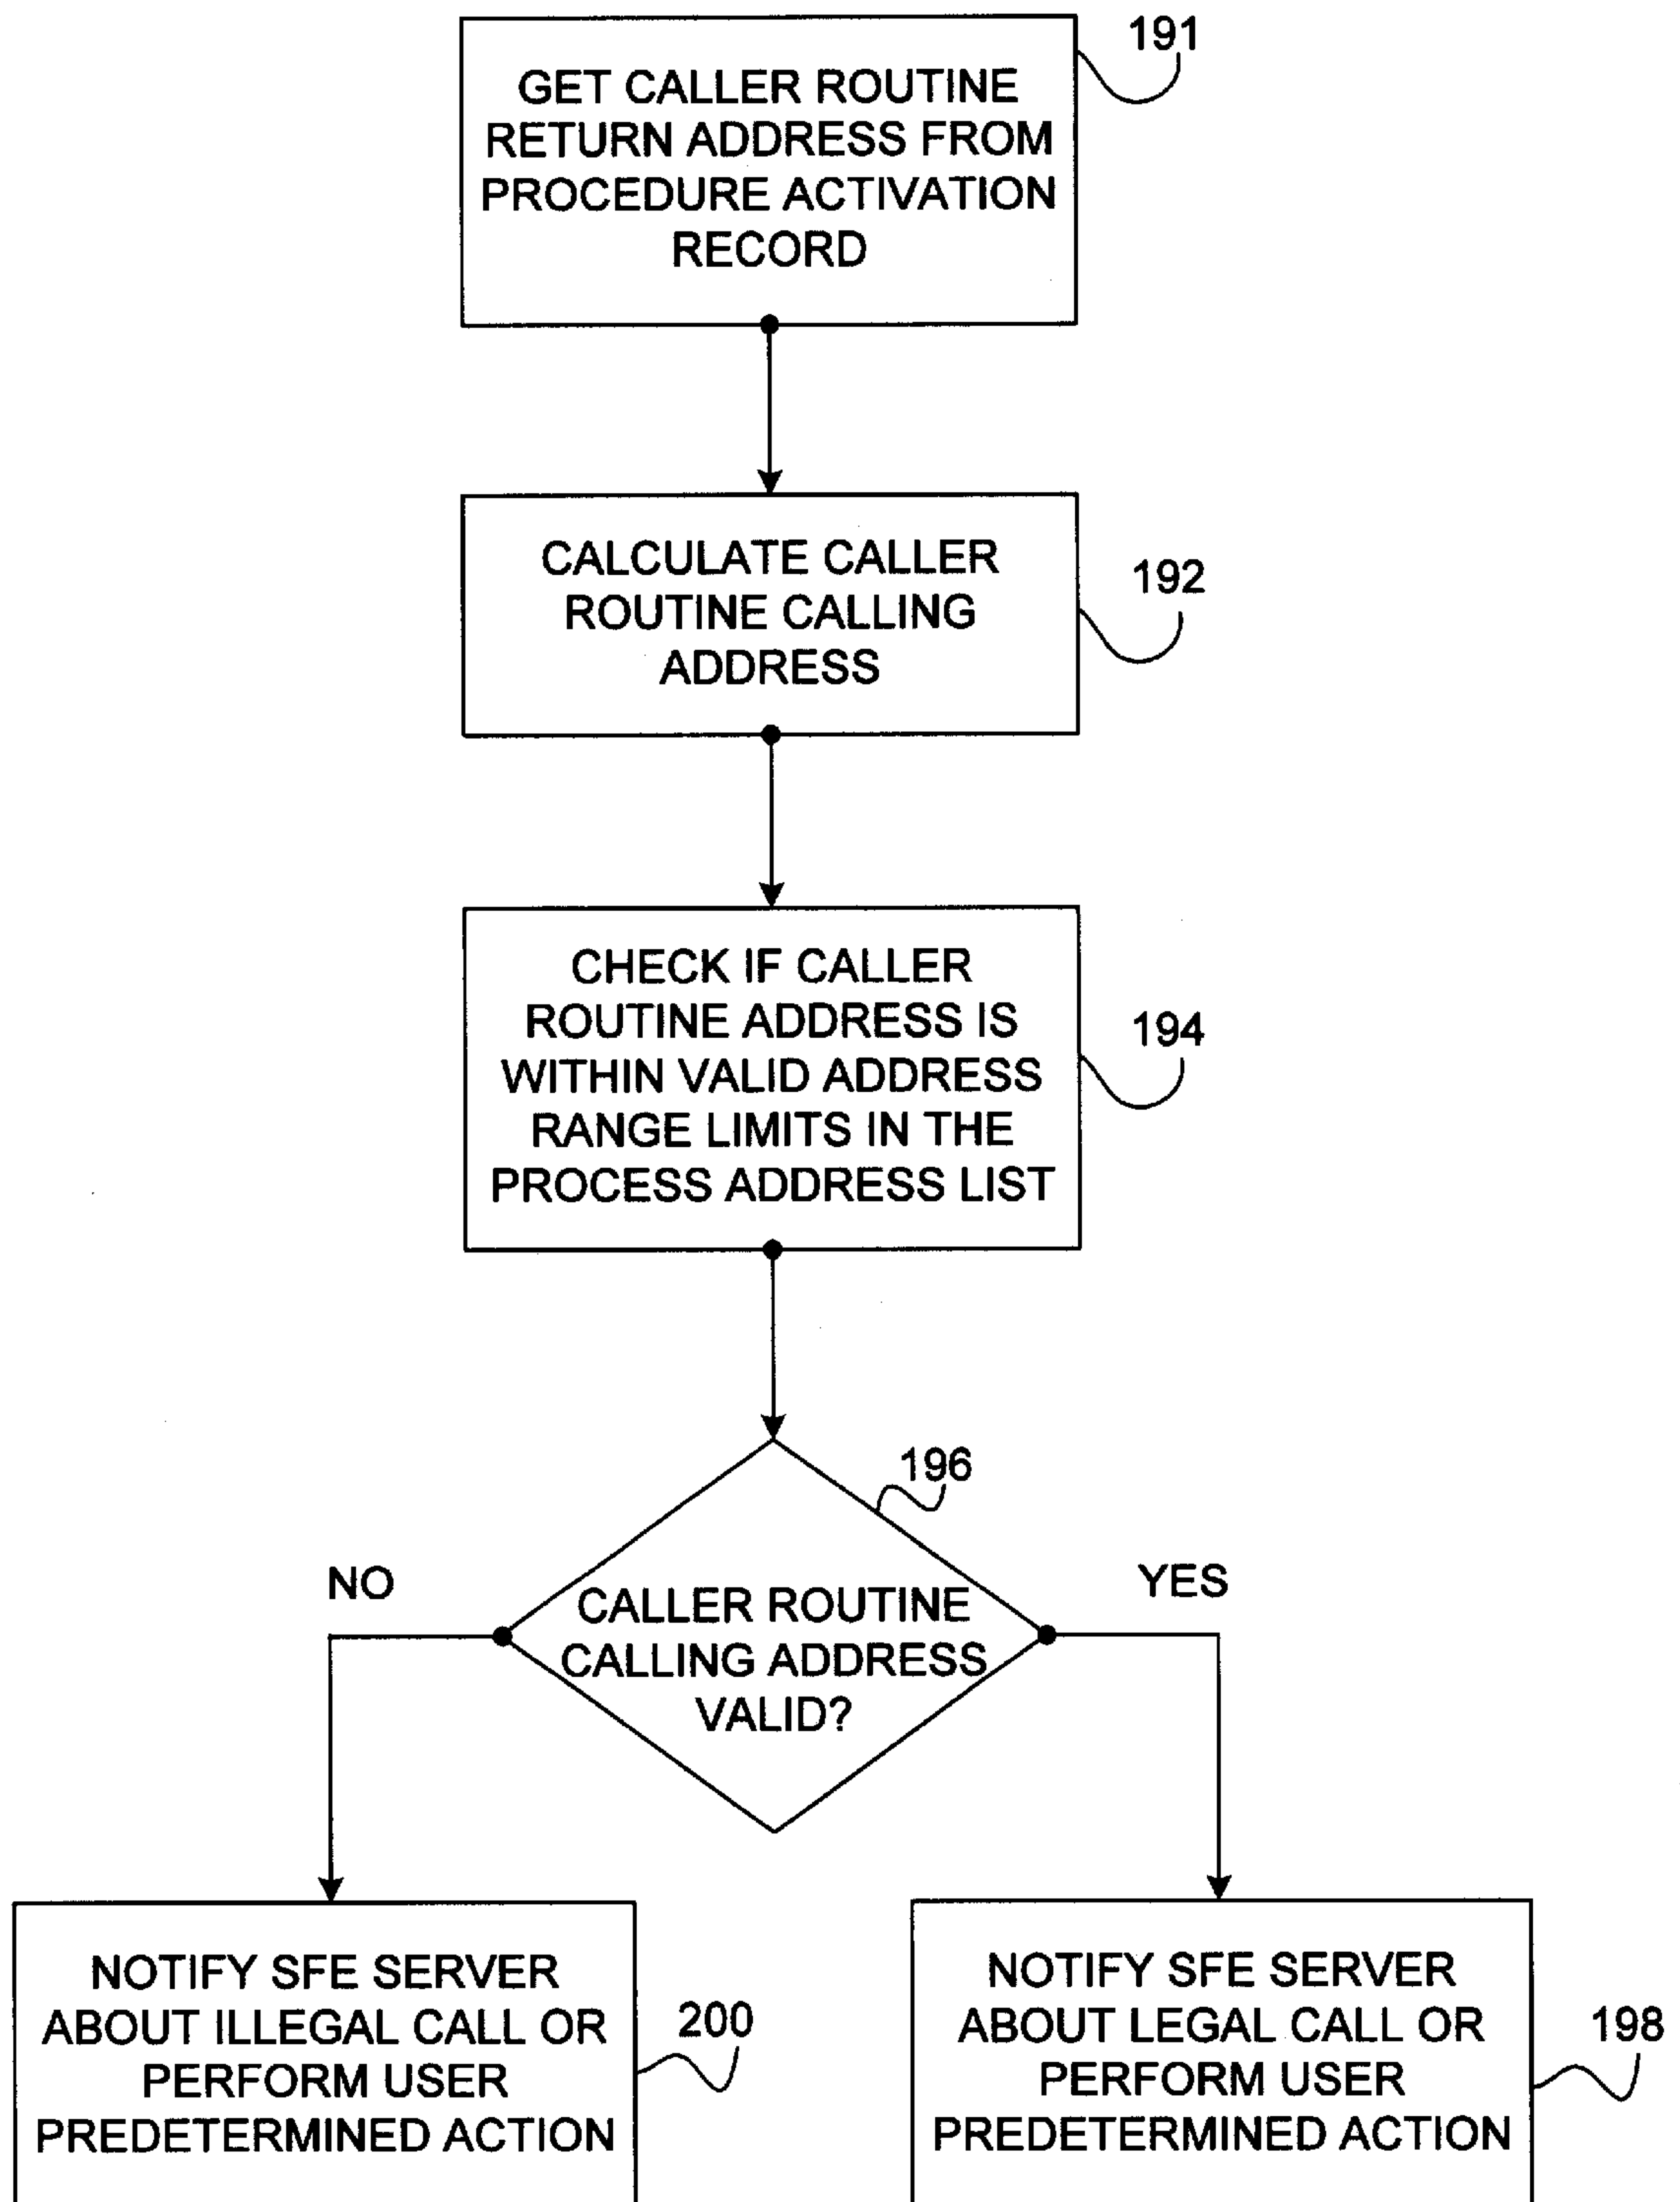 191
GET CALLER ROUTINE
RETURN ADDRESS FROM
PROCEDURE ACTIVATION
RECORD
CALCULATE CALLER
ROUTINE CALLING
ADDRESS
192
CHECK IF CALLER
ROUTINE ADDRESS IS
WITHIN VALID ADDRESS
RANGE LIMITS IN THE
PROCESS ADDRESS LIST
194
196
NO
YES
CALLER ROUTINE
CALLING ADDRESS
VALID?
NOTIFY SFE SERVER
ABOUT ILLEGAL CALL OR
PERFORM USER
PREDETERMINED ACTION
200
NOTIFY SFE SERVER
ABOUT LEGAL CALL OR
PERFORM USER
PREDETERMINED ACTION
198